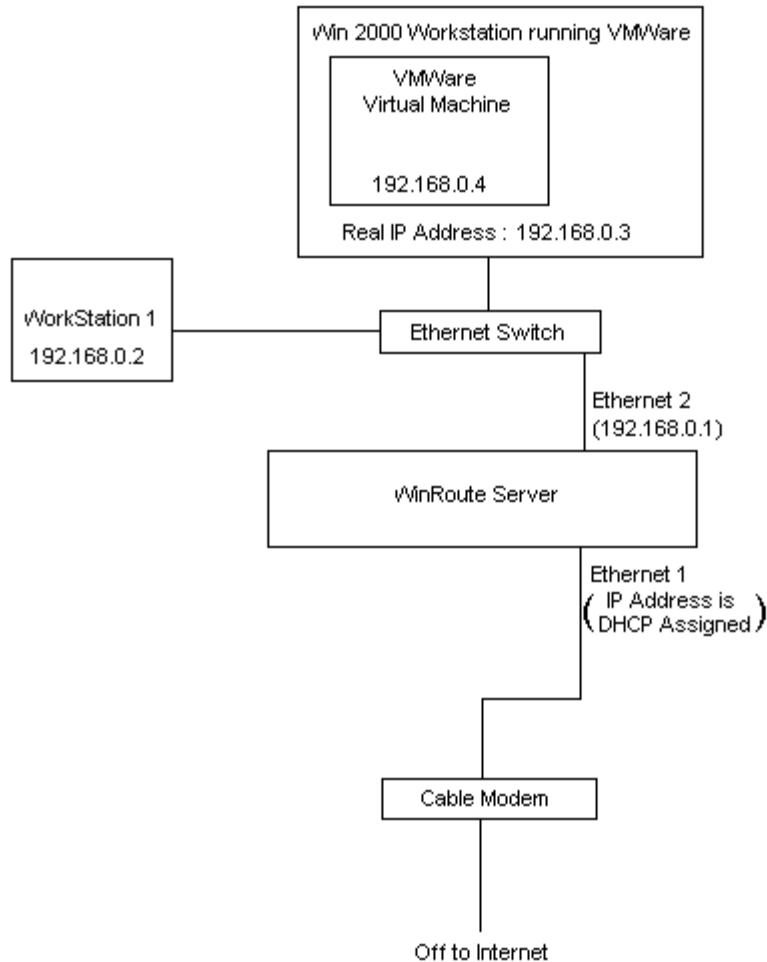 Win 2000 Workstation running VMWare
VMWare
Virtual Machine
192.168.0.4
Real IP Address : 192.168.0.3
WorkStation 1
192.168.0.2
Ethernet Switch
Ethernet 2
(192.168.0.1)
WinRoute Server
Ethernet 1
( IP Address is
DHCP Assigned )
Cable Modem
Off to Internet